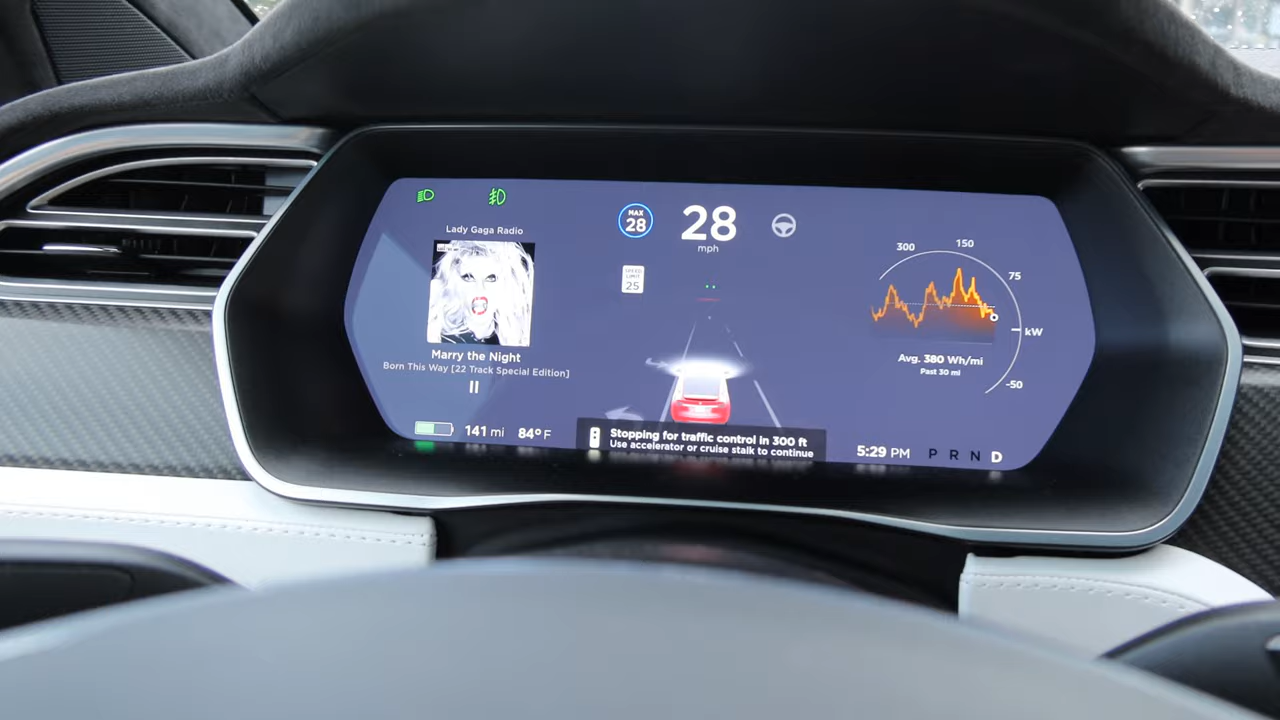 Lady Gaga Radio
Marry the Night
Born This Way [22 Track Special Edition]
141 mi 84° F
MAX
28
28
mph
SPEED
LIMIT
25
Stopping for traffic control in 300 ft
Use accelerator or cruise stalk to continue
300
150
75
kW
-50
Avg. 380 Wh/mi
Past 30 mi
5:29 PM P R N D